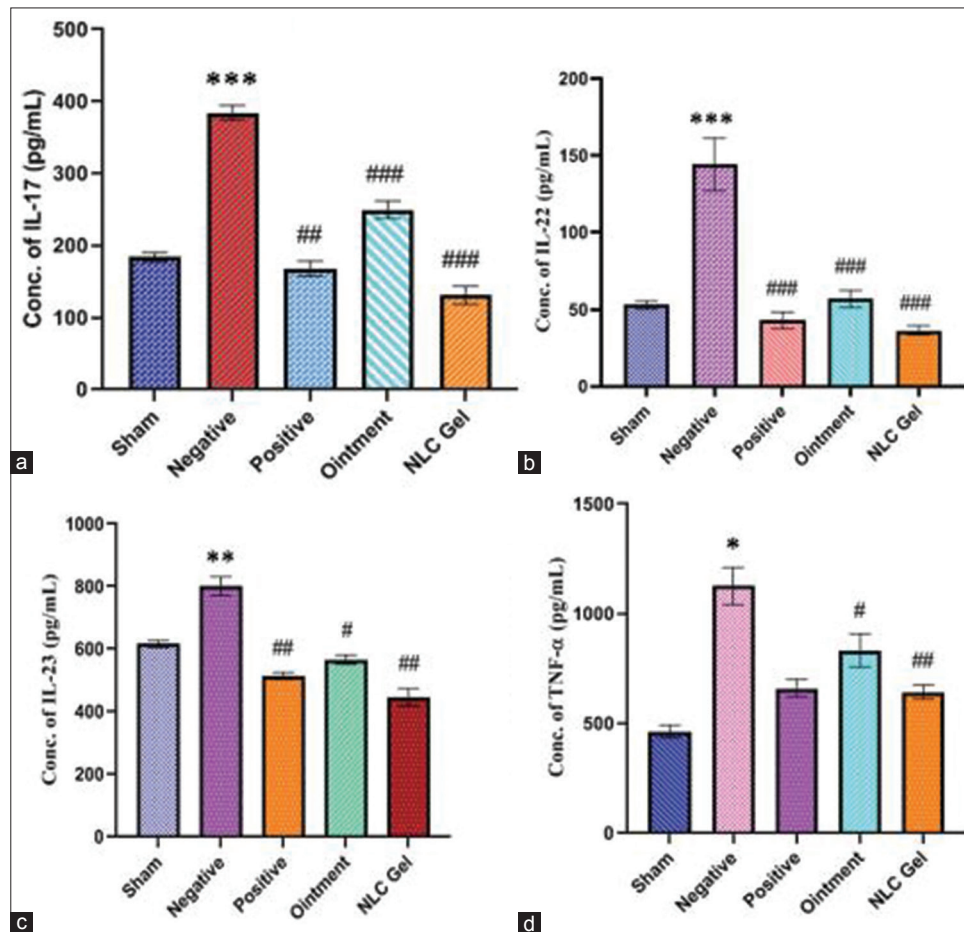 Conc. of IL-17 (pg/mL)
500
400
300
200
100
0
***
##
###
###
Sham
Negative
Positive
Ointment
NLC Gel
a
Conc. of IL-22 (pg/mL)
200
150
100
50
0
***
###
###
###
Sham
Negative
Positive
Ointment
NLC Gel
b
Conc. of IL-23 (pg/mL)
1000
800
600
400
200
0
**
##
#
##
Sham
Negative
Positive
Ointment
NLC Gel
c
Conc. of TNF-α (pg/mL)
1500
1000
500
0
*
#
##
Sham
Negative
Positive
Ointment
NLC Gel
d